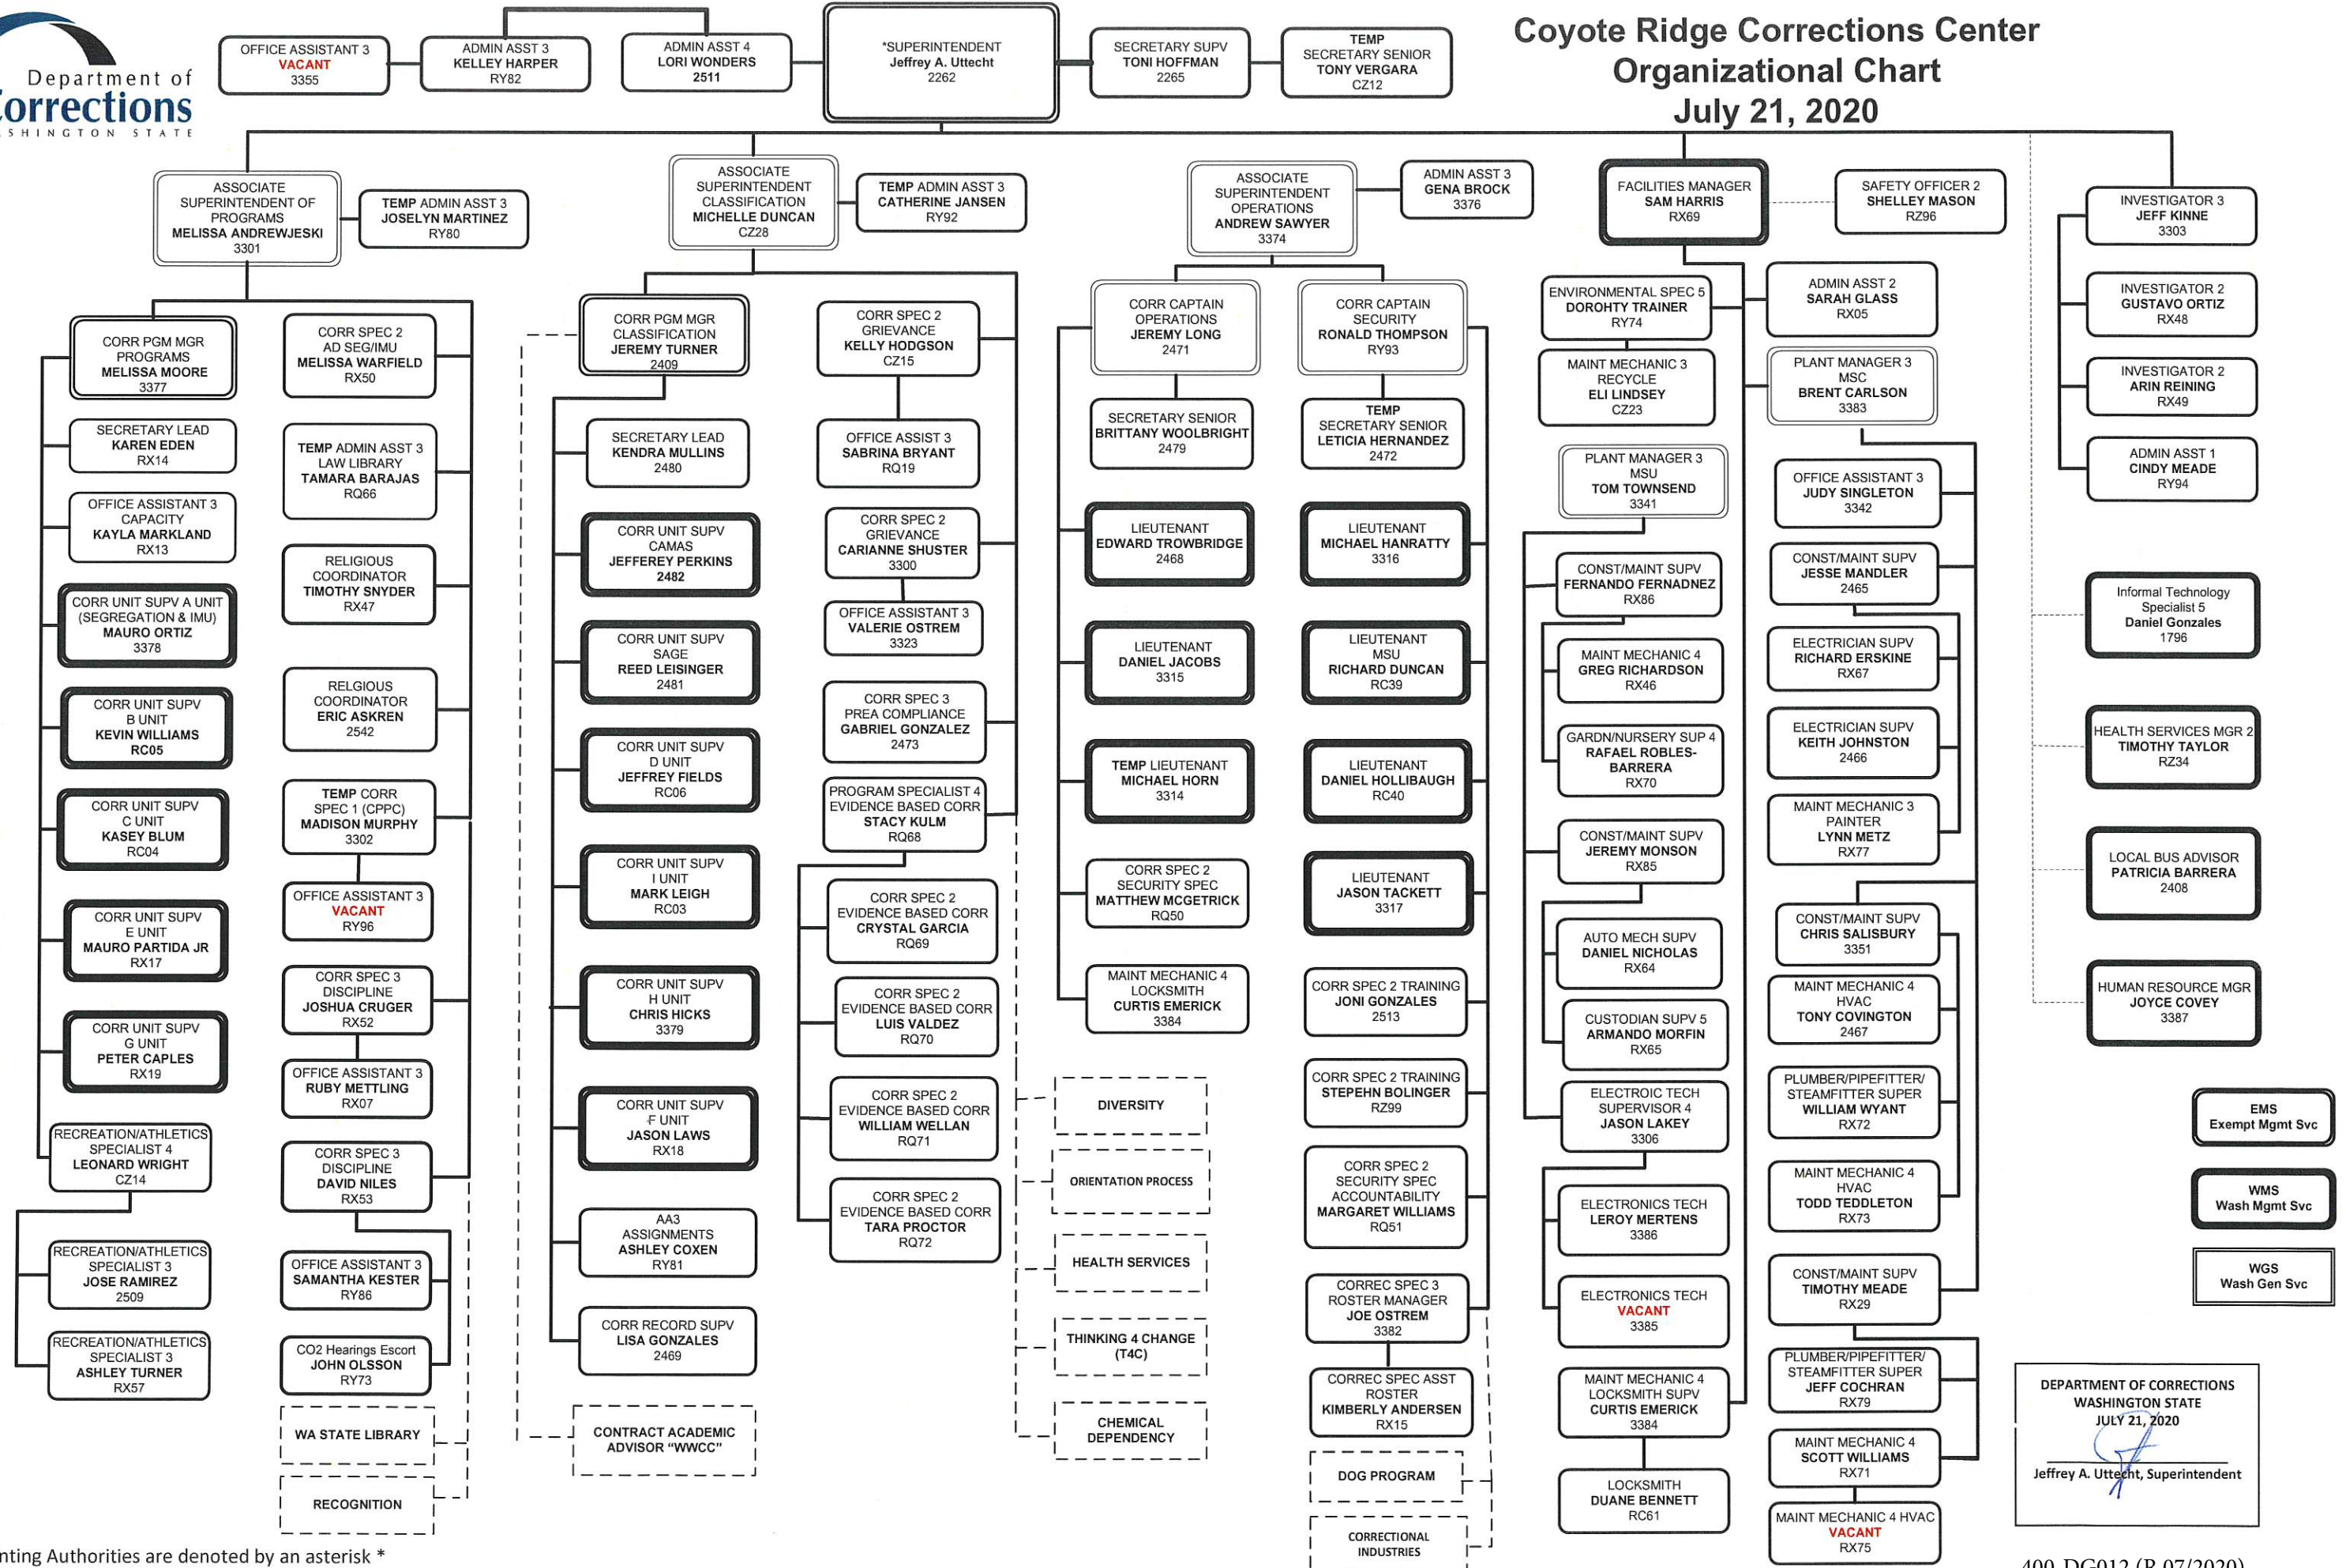 Department of
Corrections
WASHINGTON STATE
OFFICE ASSISTANT 3
VACANT
3355
ADMIN ASST 3
KELLEY HARPER
RY82
ADMIN ASST 4
LORI WONDERS
2511
*SUPERINTENDENT
Jeffrey A. Uttecht
2262
SECRETARY SUPV
TONI HOFFMAN
2265
TEMP
SECRETARY SENIOR
TONY VERGARA
CZ12
Coyote Ridge Corrections Center
Organizational Chart
July 21, 2020
ASSOCIATE
SUPERINTENDENT OF
PROGRAMS
MELISSA ANDREWJESKI
3301
TEMP ADMIN ASST 3
JOSELYN MARTINEZ
RY80
ASSOCIATE
SUPERINTENDENT
CLASSIFICATION
MICHELLE DUNCAN
CZ28
TEMP ADMIN ASST 3
CATHERINE JANSEN
RY92
ASSOCIATE
SUPERINTENDENT
OPERATIONS
ANDREW SAWYER
3374
ADMIN ASST 3
GENA BROCK
3376
FACILITIES MANAGER
SAM HARRIS
RX69
SAFETY OFFICER 2
SHELLEY MASON
RZ96
INVESTIGATOR 3
JEFF KINNE
3303
CORR PGM MGR
PROGRAMS
MELISSA MOORE
3377
SECRETARY LEAD
KAREN EDEN
RX14
OFFICE ASSISTANT 3
CAPACITY
KAYLA MARKLAND
RX13
CORR UNIT SUPV A UNIT
(SEGREGATION & IMU)
MAURO ORTIZ
3378
CORR UNIT SUPV
B UNIT
KEVIN WILLIAMS
RC05
CORR UNIT SUPV
C UNIT
KASEY BLUM
RC04
CORR UNIT SUPV
E UNIT
MAURO PARTIDA JR
RX17
CORR UNIT SUPV
G UNIT
PETER CAPLES
RX19
RECREATION/ATHLETICS
SPECIALIST 4
LEONARD WRIGHT
CZ14
RECREATION/ATHLETICS
SPECIALIST 3
JOSE RAMIREZ
2509
RECREATION/ATHLETICS
SPECIALIST 3
ASHLEY TURNER
RX57
CORR SPEC 2
AD SEG/IMU
MELISSA WARFIELD
RX50
TEMP ADMIN ASST 3
LAW LIBRARY
TAMARA BARAJAS
RQ66
RELIGIOUS
COORDINATOR
TIMOTHY SNYDER
RX47
RELGIOUS
COORDINATOR
ERIC ASKREN
2542
TEMP CORR
SPEC 1 (CPPC)
MADISON MURPHY
3302
OFFICE ASSISTANT 3
VACANT
RY96
CORR SPEC 3
DISCIPLINE
JOSHUA CRUGER
RX52
OFFICE ASSISTANT 3
RUBY METTLING
RX07
CORR SPEC 3
DISCIPLINE
DAVID NILES
RX53
OFFICE ASSISTANT 3
SAMANTHA KESTER
RY86
CO2 Hearings Escort
JOHN OLSSON
RY73
WA STATE LIBRARY
RECOGNITION
CORR PGM MGR
CLASSIFICATION
JEREMY TURNER
2409
SECRETARY LEAD
KENDRA MULLINS
2480
CORR UNIT SUPV
CAMAS
JEFFEREY PERKINS
2482
CORR UNIT SUPV
SAGE
REED LEISINGER
2481
CORR UNIT SUPV
D UNIT
JEFFREY FIELDS
RC06
CORR UNIT SUPV
I UNIT
MARK LEIGH
RC03
CORR UNIT SUPV
H UNIT
CHRIS HICKS
3379
CORR UNIT SUPV
F UNIT
JASON LAWS
RX18
AA3
ASSIGNMENTS
ASHLEY COXEN
RY81
CORR RECORD SUPV
LISA GONZALES
2469
CONTRACT ACADEMIC
ADVISOR "WWCC"
CORR SPEC 2
GRIEVANCE
KELLY HODGSON
CZ15
OFFICE ASSIST 3
SABRINA BRYANT
RQ19
CORR SPEC 2
GRIEVANCE
CARIANNE SHUSTER
3300
OFFICE ASSISTANT 3
VALERIE OSTREM
3323
CORR SPEC 3
PREA COMPLIANCE
GABRIEL GONZALEZ
2473
PROGRAM SPECIALIST 4
EVIDENCE BASED CORR
STACY KULM
RQ68
CORR SPEC 2
EVIDENCE BASED CORR
CRYSTAL GARCIA
RQ69
CORR SPEC 2
EVIDENCE BASED CORR
LUIS VALDEZ
RQ70
CORR SPEC 2
EVIDENCE BASED CORR
WILLIAM WELLAN
RQ71
CORR SPEC 2
EVIDENCE BASED CORR
TARA PROCTOR
RQ72
DIVERSITY
ORIENTATION PROCESS
HEALTH SERVICES
THINKING 4 CHANGE
(T4C)
CHEMICAL
DEPENDENCY
CORR CAPTAIN
OPERATIONS
JEREMY LONG
2471
SECRETARY SENIOR
BRITTANY WOOLBRIGHT
2479
LIEUTENANT
EDWARD TROWBRIDGE
2468
LIEUTENANT
DANIEL JACOBS
3315
TEMP LIEUTENANT
MICHAEL HORN
3314
CORR SPEC 2
SECURITY SPEC
MATTHEW MCGETRICK
RQ50
MAINT MECHANIC 4
LOCKSMITH
CURTIS EMERICK
3384
CORR CAPTAIN
SECURITY
RONALD THOMPSON
RY93
TEMP
SECRETARY SENIOR
LETICIA HERNANDEZ
2472
LIEUTENANT
MICHAEL HANRATTY
3316
LIEUTENANT
MSU
RICHARD DUNCAN
RC39
LIEUTENANT
DANIEL HOLLIBAUGH
RC40
LIEUTENANT
JASON TACKETT
3317
CORR SPEC 2 TRAINING
JONI GONZALES
2513
CORR SPEC 2 TRAINING
STEPEHN BOLINGER
RZ99
CORR SPEC 2
SECURITY SPEC
ACCOUNTABILITY
MARGARET WILLIAMS
RQ51
CORREC SPEC 3
ROSTER MANAGER
JOE OSTREM
3382
CORREC SPEC ASST
ROSTER
KIMBERLY ANDERSEN
RX15
DOG PROGRAM
CORRECTIONAL
INDUSTRIES
ENVIRONMENTAL SPEC 5
DOROHTY TRAINER
RY74
MAINT MECHANIC 3
RECYCLE
ELI LINDSEY
CZ23
PLANT MANAGER 3
MSU
TOM TOWNSEND
3341
CONST/MAINT SUPV
FERNANDO FERNADNEZ
RX86
MAINT MECHANIC 4
GREG RICHARDSON
RX46
GARDN/NURSERY SUP 4
RAFAEL ROBLES-
BARRERA
RX70
CONST/MAINT SUPV
JEREMY MONSON
RX85
AUTO MECH SUPV
DANIEL NICHOLAS
RX64
CUSTODIAN SUPV 5
ARMANDO MORFIN
RX65
ELECTROIC TECH
SUPERVISOR 4
JASON LAKEY
3306
ELECTRONICS TECH
LEROY MERTENS
3386
ELECTRONICS TECH
VACANT
3385
MAINT MECHANIC 4
LOCKSMITH SUPV
CURTIS EMERICK
3384
LOCKSMITH
DUANE BENNETT
RC61
ADMIN ASST 2
SARAH GLASS
RX05
PLANT MANAGER 3
MSC
BRENT CARLSON
3383
OFFICE ASSISTANT 3
JUDY SINGLETON
3342
CONST/MAINT SUPV
JESSE MANDLER
2465
ELECTRICIAN SUPV
RICHARD ERSKINE
RX67
ELECTRICIAN SUPV
KEITH JOHNSTON
2466
MAINT MECHANIC 3
PAINTER
LYNN METZ
RX77
CONST/MAINT SUPV
CHRIS SALISBURY
3351
MAINT MECHANIC 4
HVAC
TONY COVINGTON
2467
PLUMBER/PIPEFITTER/
STEAMFITTER SUPER
WILLIAM WYANT
RX72
MAINT MECHANIC 4
HVAC
TODD TEDDLETON
RX73
CONST/MAINT SUPV
TIMOTHY MEADE
RX29
PLUMBER/PIPEFITTER/
STEAMFITTER SUPER
JEFF COCHRAN
RX79
MAINT MECHANIC 4
SCOTT WILLIAMS
RX71
MAINT MECHANIC 4 HVAC
VACANT
RX75
INVESTIGATOR 2
GUSTAVO ORTIZ
RX48
INVESTIGATOR 2
ARIN REINING
RX49
ADMIN ASST 1
CINDY MEADE
RY94
Informal Technology
Specialist 5
Daniel Gonzales
1796
HEALTH SERVICES MGR 2
TIMOTHY TAYLOR
RZ34
LOCAL BUS ADVISOR
PATRICIA BARRERA
2408
HUMAN RESOURCE MGR
JOYCE COVEY
3387
EMS
Exempt Mgmt Svc
WMS
Wash Mgmt Svc
WGS
Wash Gen Svc
DEPARTMENT OF CORRECTIONS
WASHINGTON STATE
JULY 21, 2020
Jeffrey A. Uttecht, Superintendent
nting Authorities are denoted by an asterisk *
400-DG012 (R 07/2020)